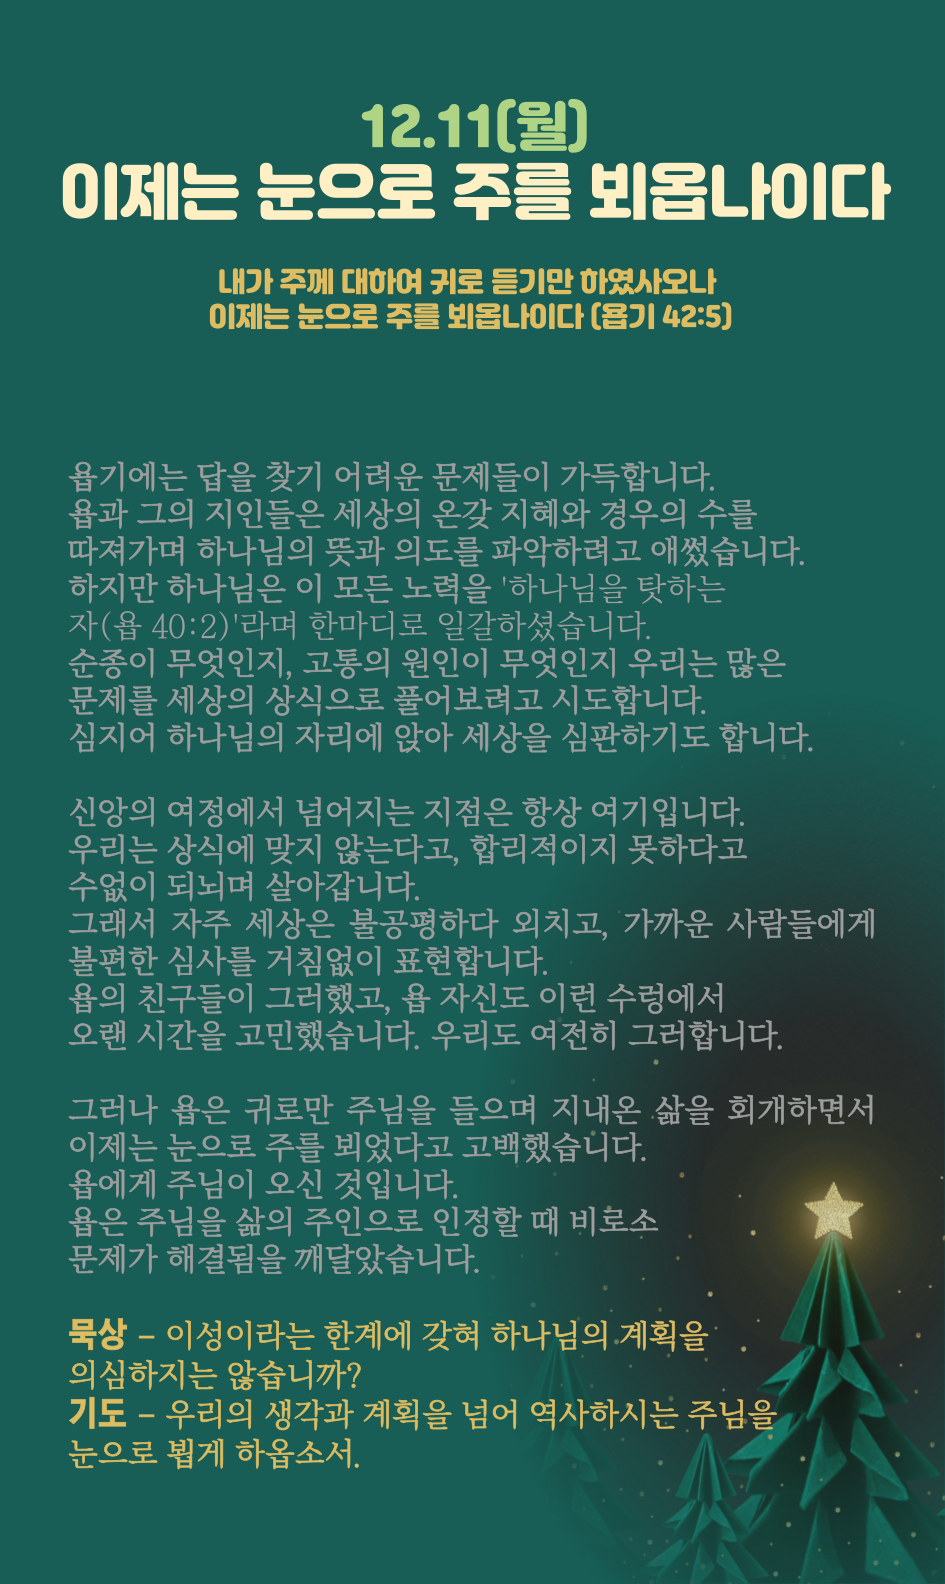 12.11(월)
이제는 눈으로 주를 뵈옵나이다
내가 주께 대하여 귀로 듣기만 하였사오나
이제는 눈으로 주를 뵈옵나이다 (욥기 42:5)
욥기에는 답을 찾기 어려운 문제들이 가득합니다.
욥과 그의 지인들은 세상의 온갖 지혜와 경우의 수를
따져가며 하나님의 뜻과 의도를 파악하려고 애썼습니다.
하지만 하나님은 이 모든 노력을 '하나님을 탓하는
자(욥 40:2)'라며 한마디로 일갈하셨습니다.
순종이 무엇인지, 고통의 원인이 무엇인지 우리는 많은
문제를 세상의 상식으로 풀어보려고 시도합니다.
심지어 하나님의 자리에 앉아 세상을 심판하기도 합니다.
신앙의 여정에서 넘어지는 지점은 항상 여기입니다.
우리는 상식에 맞지 않는다고, 합리적이지 못하다고
수없이 되뇌며 살아갑니다.
그래서 자주 세상은 불공평하다 외치고, 가까운 사람들에게
불편한 심사를 거침없이 표현합니다.
욥의 친구들이 그러했고, 욥 자신도 이런 수렁에서
오랜 시간을 고민했습니다. 우리도 여전히 그러합니다.
그러나 욥은 귀로만 주님을 들으며 지내온 삶을 회개하면서
이제는 눈으로 주를 뵈었다고 고백했습니다.
욥에게 주님이 오신 것입니다.
욥은 주님을 삶의 주인으로 인정할 때 비로소
문제가 해결됨을 깨달았습니다.
묵상 – 이성이라는 한계에 갖혀 하나님의 계획을
의심하지는 않습니까?
기도 – 우리의 생각과 계획을 넘어 역사하시는 주님을
눈으로 뵙게 하옵소서.